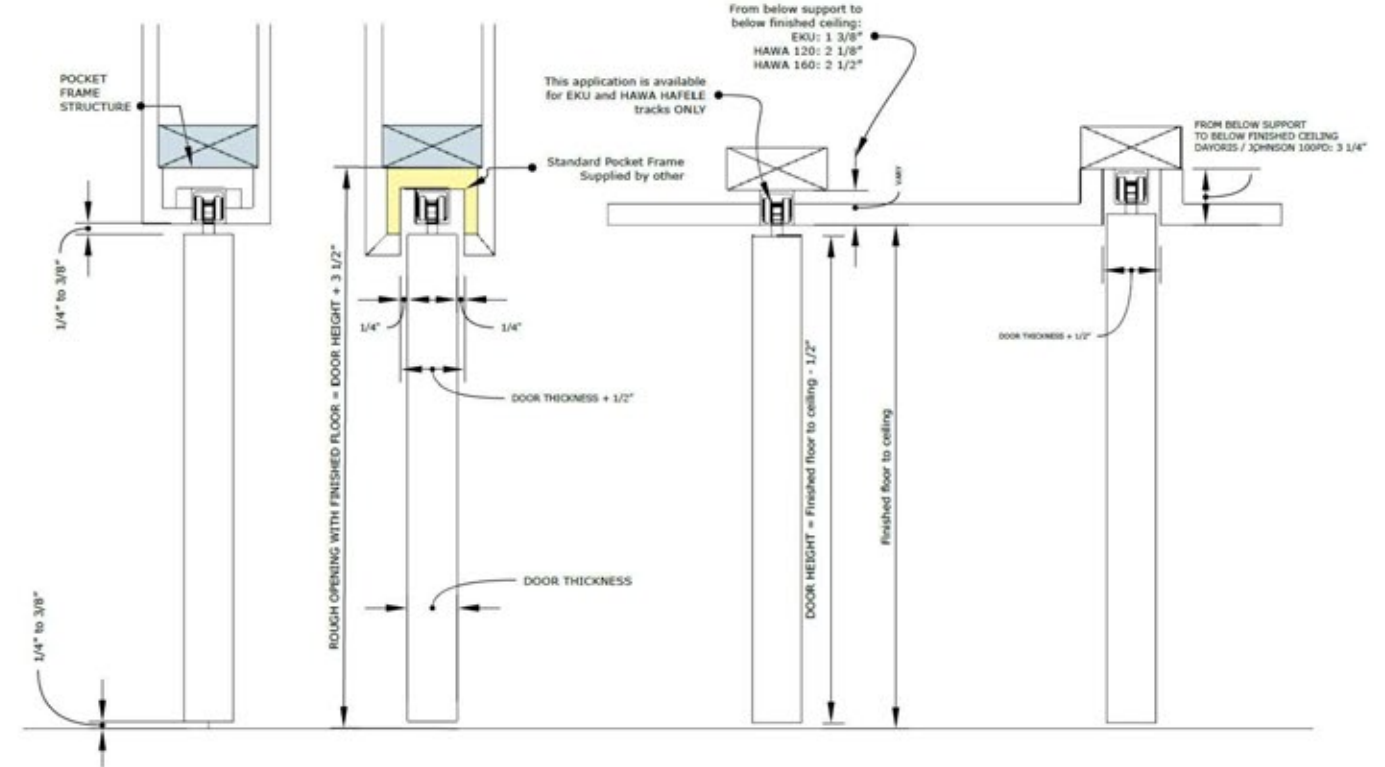 POCKET
FRAME
STRUCTURE
1/4" to 3/8"
1/4" to 3/8"
ROUGH OPENING WITH FINISHED FLOOR = DOOR HEIGHT + 3 1/2"
Standard Pocket Frame
Supplied by other
1/4"
1/4"
DOOR THICKNESS + 1/2"
DOOR THICKNESS
From below support to
below finished ceiling:
EKU: 1 3/8"
HAWA 120: 2 1/8"
HAWA 160: 2 1/2"
This application is available
for EKU and HAWA HAFELE
tracks ONLY
VARY
DOOR HEIGHT = Finished floor to ceiling - 1/2"
Finished floor to ceiling
FROM BELOW SUPPORT
TO BELOW FINISHED CEILING
DAYORIS / JOHNSON 100PD: 3 1/4"
DOOR THICKNESS + 1/2"